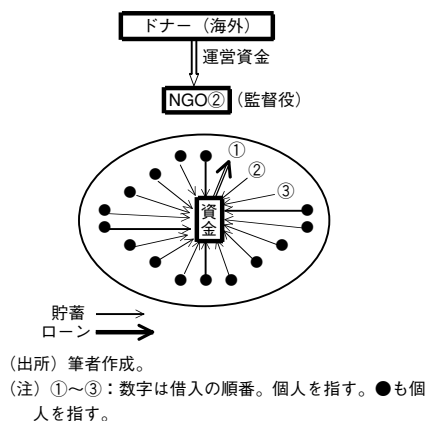 ドナー（海外）
運営資金
NGO②（監督役）
①
②
③
資金
貯蓄
ローン
（出所）筆者作成。
（注）①～③：数字は借入の順番。個人を指す。●も個
人を指す。